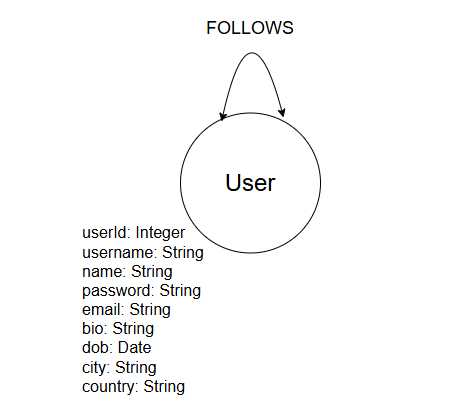 FOLLOWS
User
userId: Integer
username: String
name: String
password: String
email: String
bio: String
dob: Date
city: String
country: String